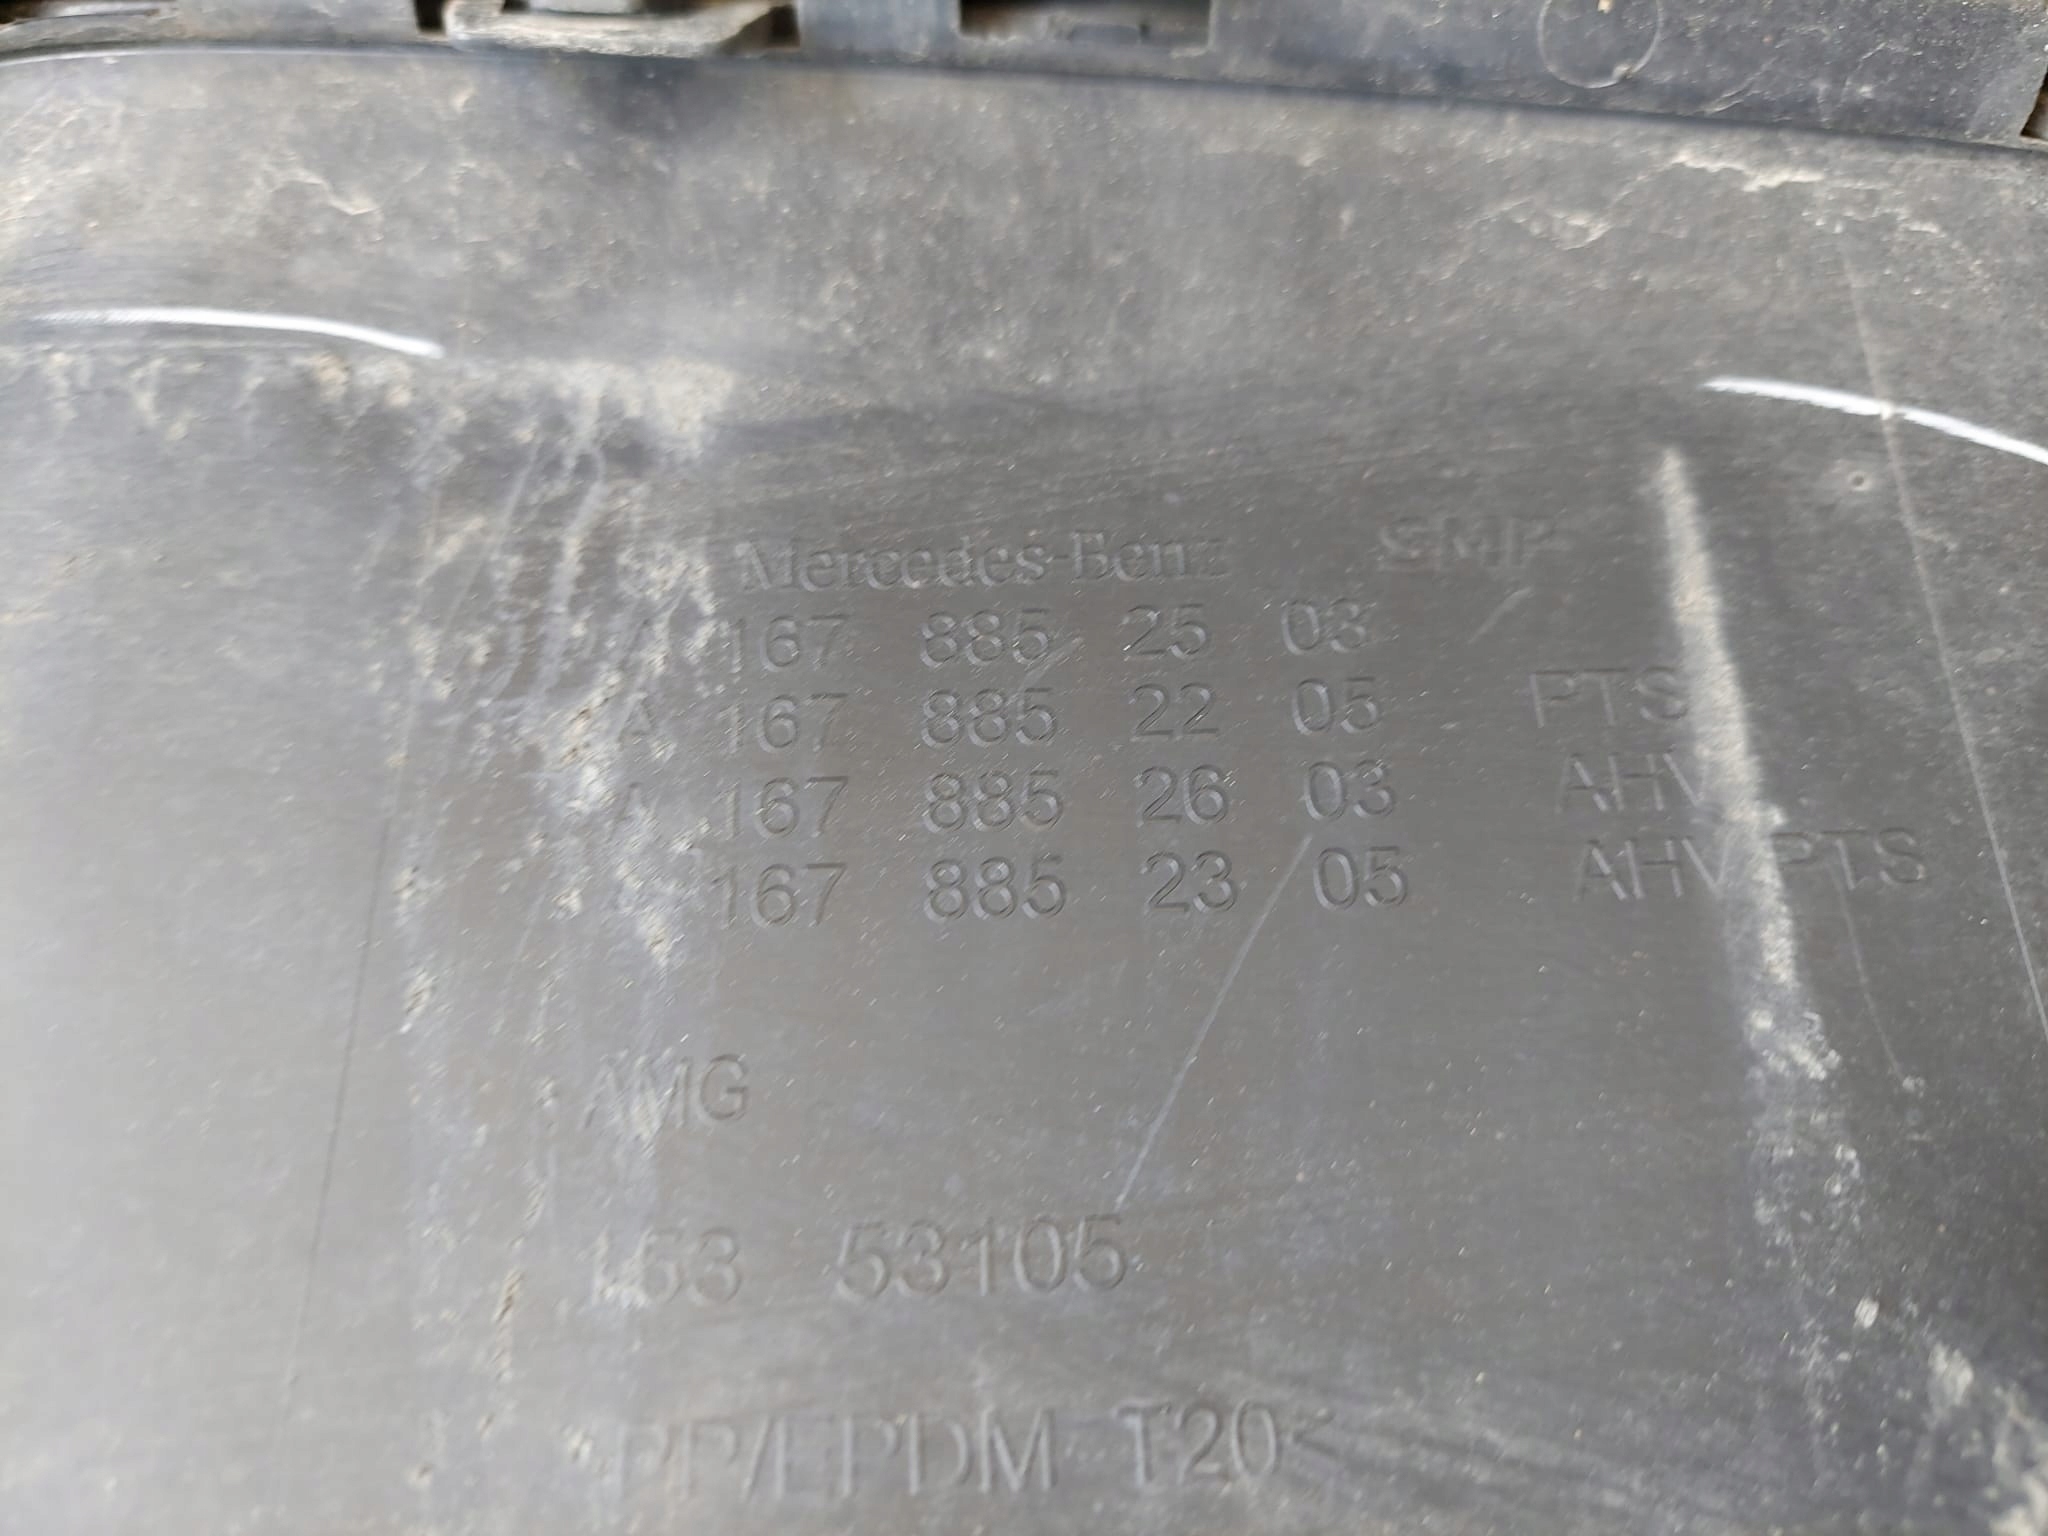 Mercedes-Benz SMP
A 167 885 25 03
A 167 885 22 05 PTS
A 167 885 26 03 AHV
167 885 23 05 AHV/PTS
AMG
153 53105
PP/EPDM T20<